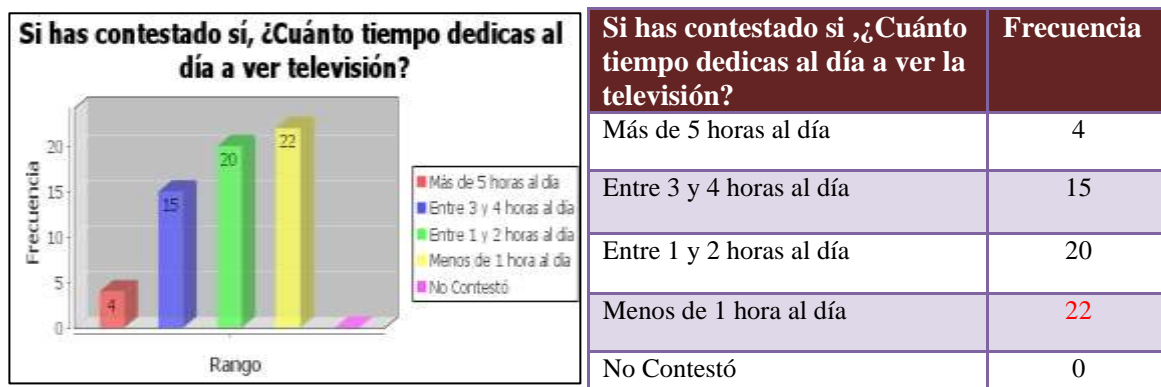 Si has contestado sí, ¿Cuánto tiempo dedicas al
día a ver televisión?
Frecuencia
20
15
10
5
0
4
15
20
22
Rango
Más de 5 horas al día
Entre 3 y 4 horas al día
Entre 1 y 2 horas al día
Menos de 1 hora al día
No Contestó
Si has contestado si ,¿Cuánto
tiempo dedicas al día a ver la
televisión?
Frecuencia
Más de 5 horas al día 4
Entre 3 y 4 horas al día 15
Entre 1 y 2 horas al día 20
Menos de 1 hora al día 22
No Contestó 0